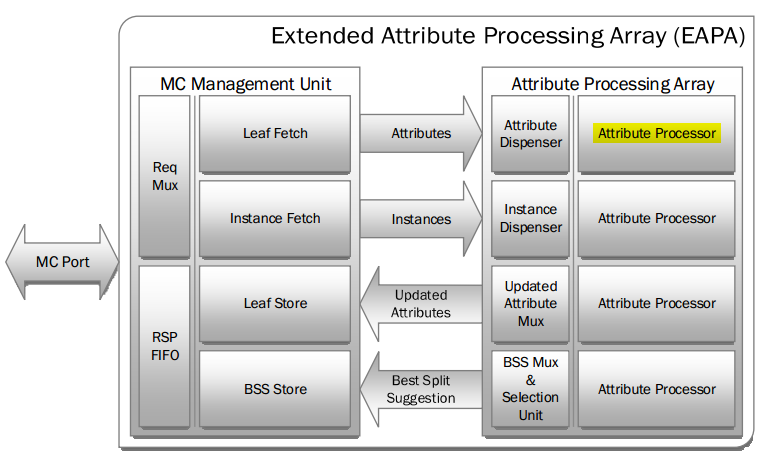 Extended Attribute Processing Array (EAPA)
MC Management Unit
Attribute Processing Array
Req
Mux
Leaf Fetch
Attributes
Attribute
Dispenser
Attribute Processor
Instance Fetch
Instances
Instance
Dispenser
Attribute Processor
MC Port
RSP
FIFO
Leaf Store
Updated
Attributes
Updated
Attribute
Mux
Attribute Processor
BSS Store
Best Split
Suggestion
BSS Mux
&
Selection
Unit
Attribute Processor